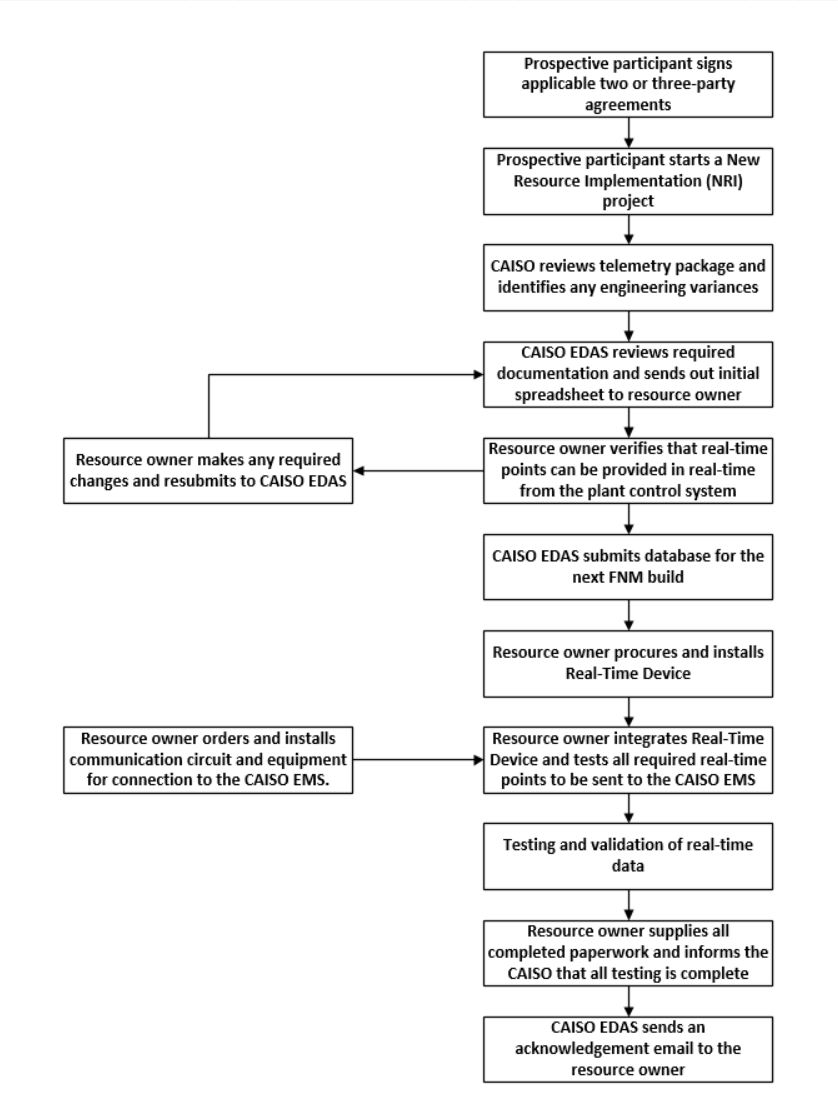 Prospective participant signs
applicable two or three-party
agreements
Prospective participant starts a New
Resource Implementation (NRI)
project
CAISO reviews telemetry package and
identifies any engineering variances
CAISO EDAS reviews required
documentation and sends out initial
spreadsheet to resource owner
Resource owner makes any required
changes and resubmits to CAISO EDAS
Resource owner verifies that real-time
points can be provided in real-time
from the plant control system
CAISO EDAS submits database for the
next FNM build
Resource owner procures and installs
Real-Time Device
Resource owner orders and installs
communication circuit and equipment
for connection to the CAISO EMS.
Resource owner integrates Real-Time
Device and tests all required real-time
points to be sent to the CAISO EMS
Testing and validation of real-time
data
Resource owner supplies all
completed paperwork and informs the
CAISO that all testing is complete
CAISO EDAS sends an
acknowledgement email to the
resource owner